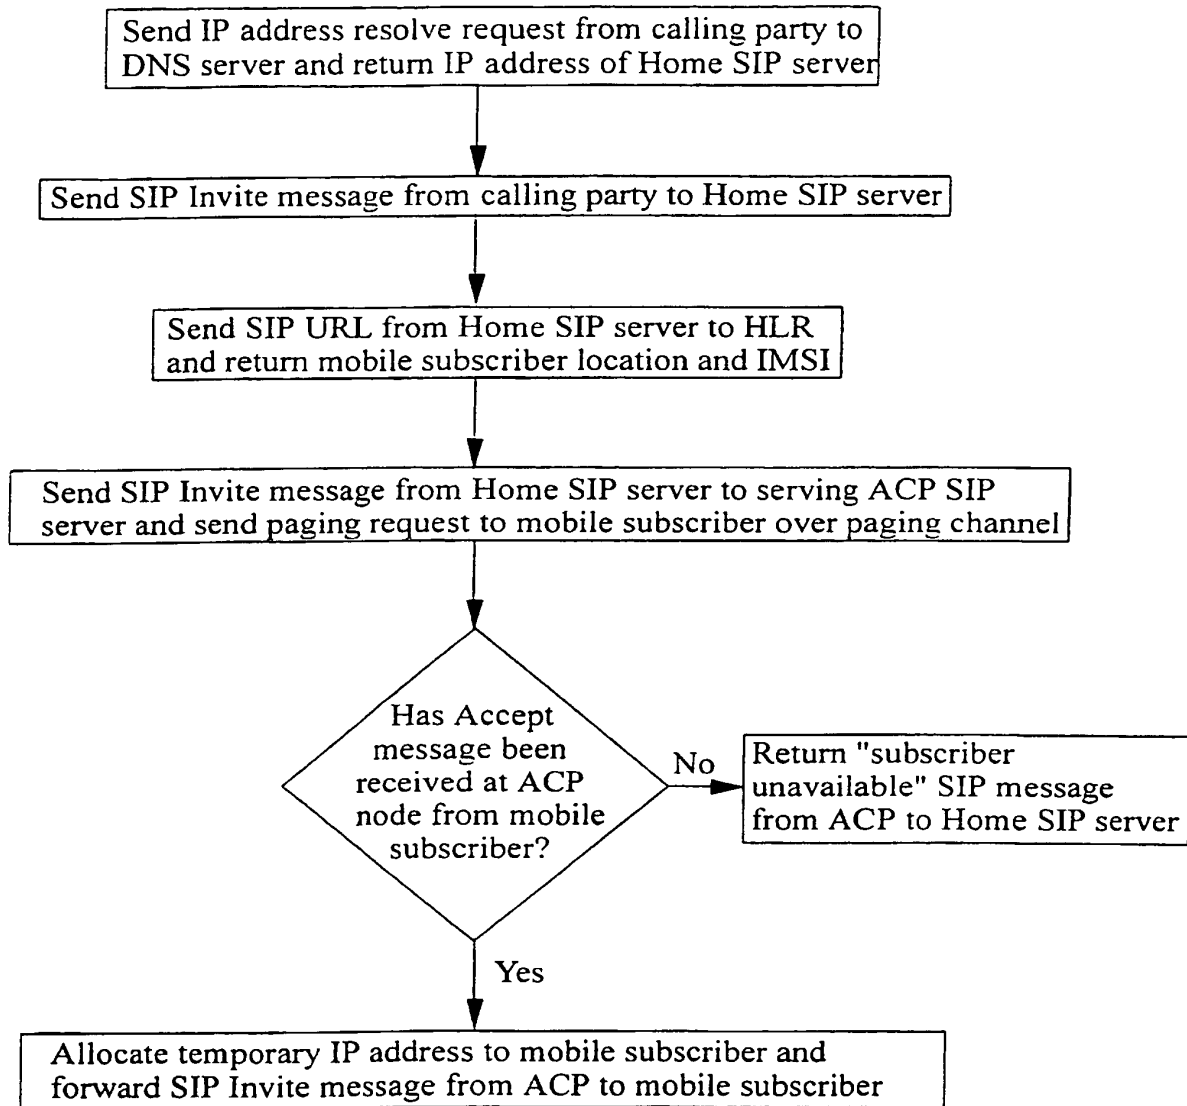 Send IP address resolve request from calling party to
DNS server and return IP address of Home SIP server
Send SIP Invite message from calling party to Home SIP server
Send SIP URL from Home SIP server to HLR
and return mobile subscriber location and IMSI
Send SIP Invite message from Home SIP server to serving ACP SIP
server and send paging request to mobile subscriber over paging channel
Has Accept
message been
received at ACP
node from mobile
subscriber?
No
Return "subscriber
unavailable" SIP message
from ACP to Home SIP server
Yes
Allocate temporary IP address to mobile subscriber and
forward SIP Invite message from ACP to mobile subscriber